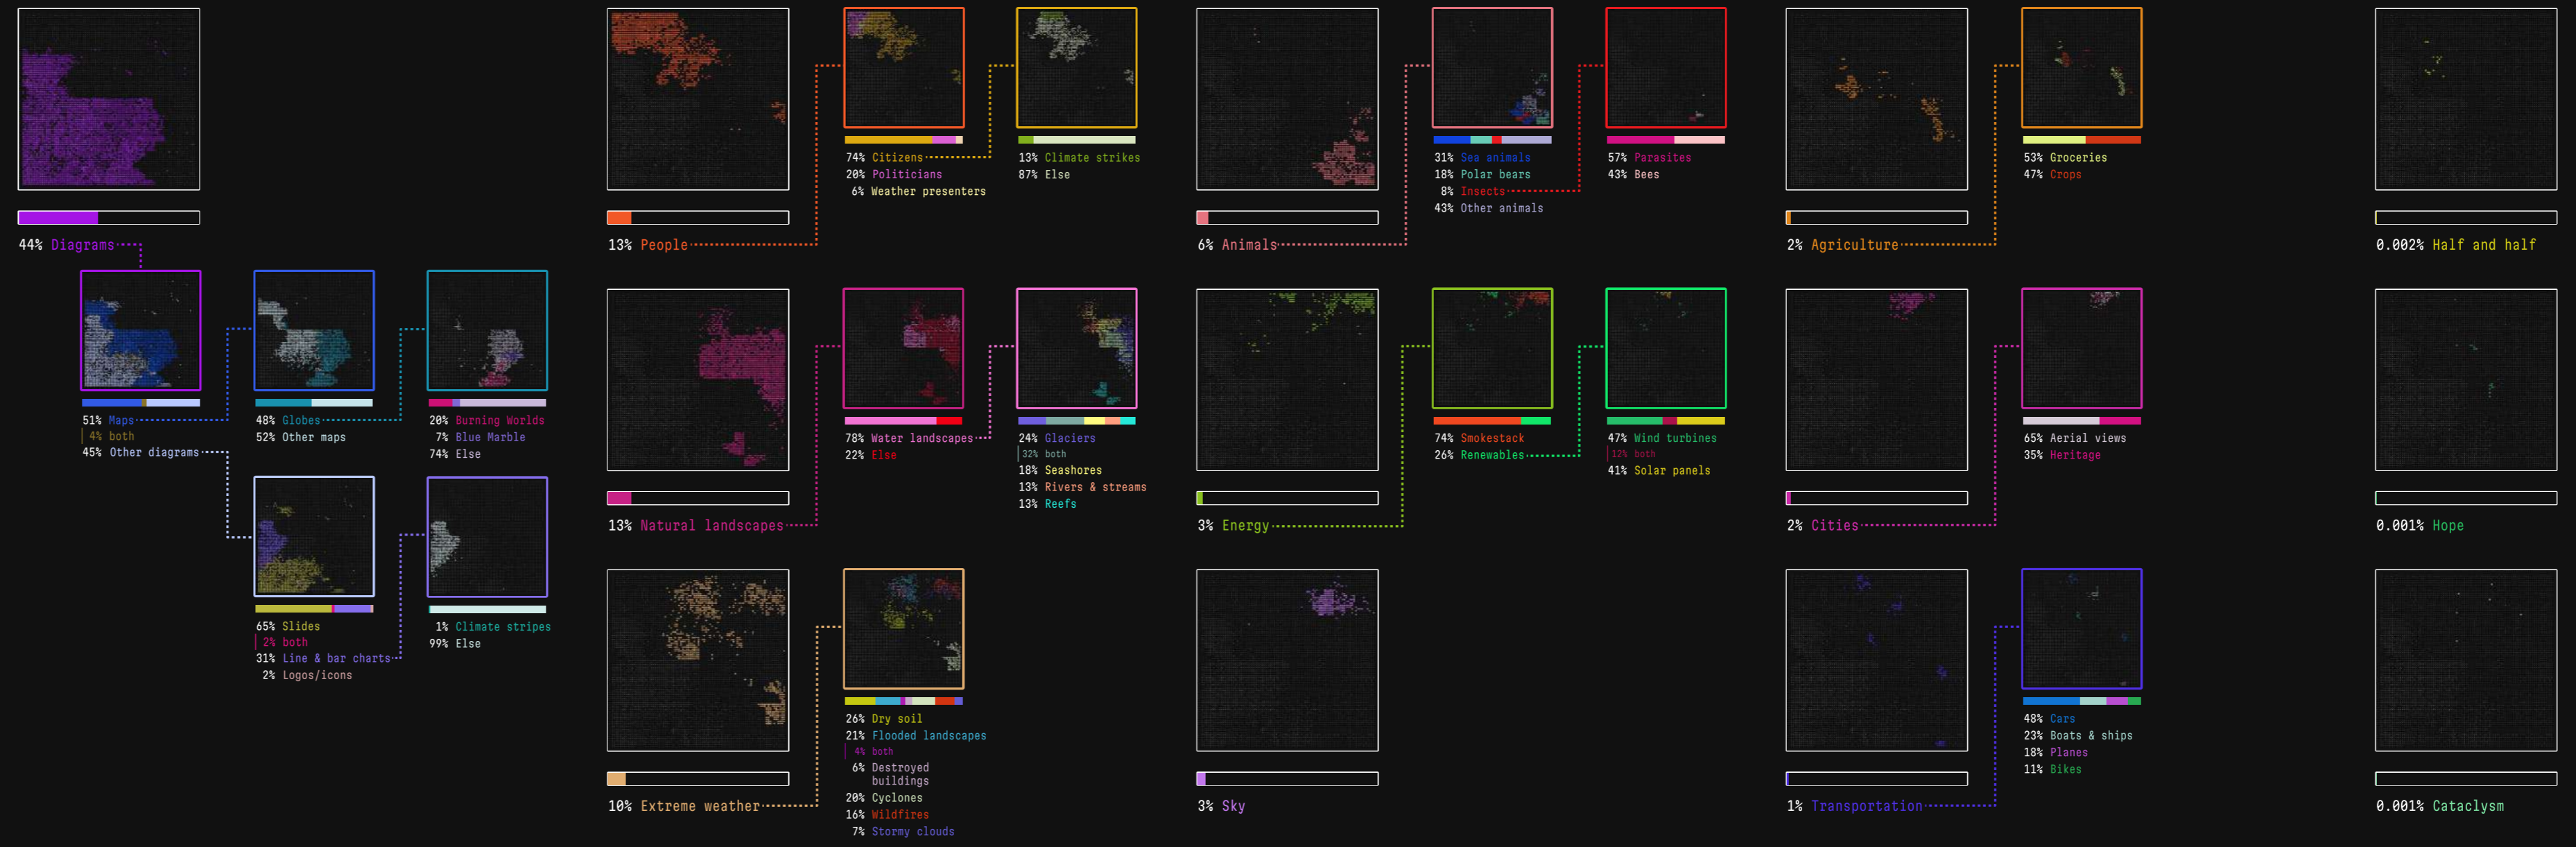 44% Diagrams
51% Maps
4% both
45% Other diagrams
48% Globes
52% Other maps
20% Burning Worlds
7% Blue Marble
74% Else
65% Slides
2% both
31% Line & bar charts
2% Logos/icons
1% Climate stripes
99% Else
13% People
74% Citizens
20% Politicians
6% Weather presenters
13% Climate strikes
87% Else
13% Natural landscapes
78% Water landscapes
22% Else
24% Glaciers
32% both
18% Seashores
13% Rivers & streams
13% Reefs
10% Extreme weather
26% Dry soil
21% Flooded landscapes
4% both
6% Destroyed
buildings
20% Cyclones
16% Wildfires
7% Stormy clouds
6% Animals
31% Sea animals
18% Polar bears
8% Insects
43% Other animals
57% Parasites
43% Bees
3% Energy
74% Smokestack
26% Renewables
47% Wind turbines
12% both
41% Solar panels
3% Sky
2% Agriculture
53% Groceries
47% Crops
2% Cities
65% Aerial views
35% Heritage
1% Transportation
48% Cars
23% Boats & ships
18% Planes
11% Bikes
0.002% Half and half
0.001% Hope
0.001% Cataclysm